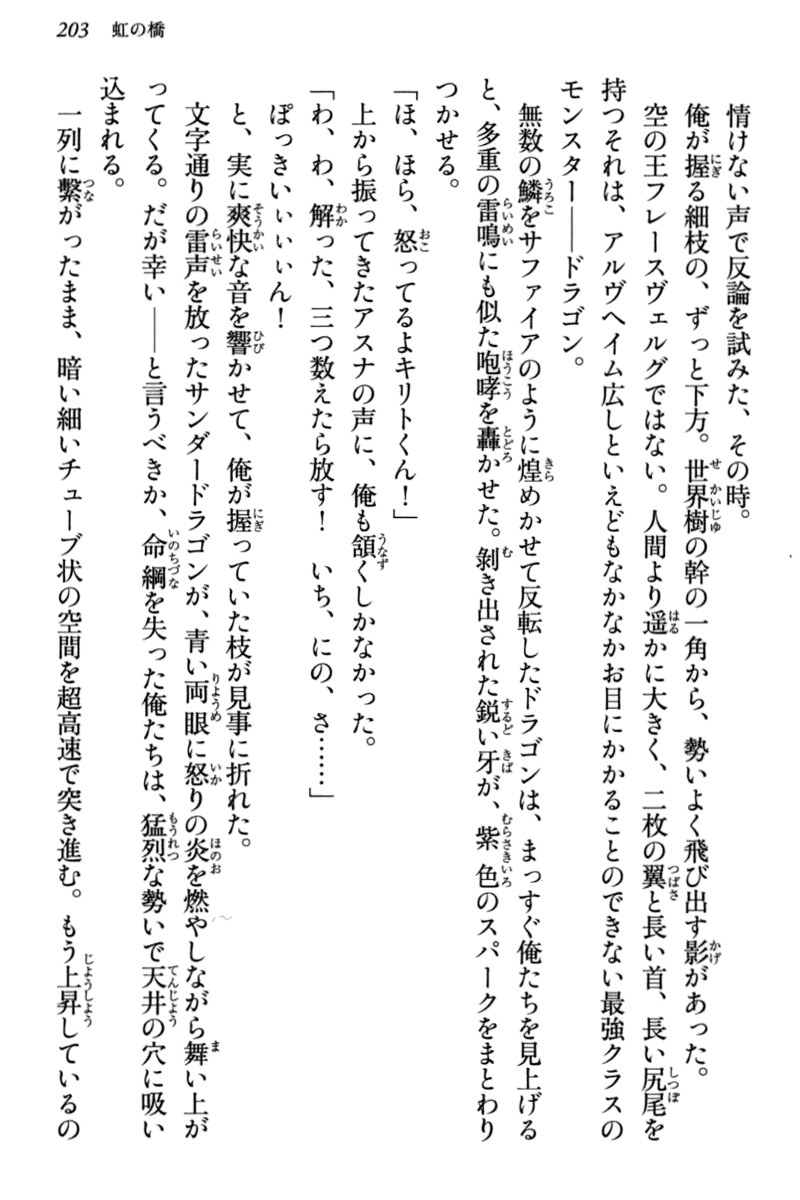 203 虹の橋
情けない声で反論を試みた、その時。
俺が握る細枝の、ずっと下方。世界樹の幹の一角から、勢いよく飛び出す影があった。
空の王フレースヴェルグではない。人間より遥かに大きく、二枚の翼と長い首、長い尻尾を
持つそれは、アルヴヘイム広しといえどもなかなかお目にかかることのできない最強クラスの
モンスター――ドラゴン。
無数の鱗をサファイアのように煌めかせて反転したドラゴンは、まっすぐ俺たちを見上げる
と、多重の雷鳴にも似た咆哮を轟かせた。剝き出された鋭い牙が、紫色のスパークをまとわり
つかせる。
「ほ、ほら、怒ってるよキリトくん!」
上から振ってきたアスナの声に、俺も頷くしかなかった。
「わ、わ、解った、三つ数えたら放す! いち、にの、さ……」
ぽっきいぃぃぃん!
と、実に爽快な音を響かせて、俺が握っていた枝が見事に折れた。
文字通りの雷声を放ったサンダードラゴンが、青い両眼に怒りの炎を燃やしながら舞い上が
ってくる。だが幸い――と言うべきか、命綱を失った俺たちは、猛烈な勢いで天井の穴に吸い
込まれる。
一列に繫がったまま、暗い細いチューブ状の空間を超高速で突き進む。もう上昇しているの